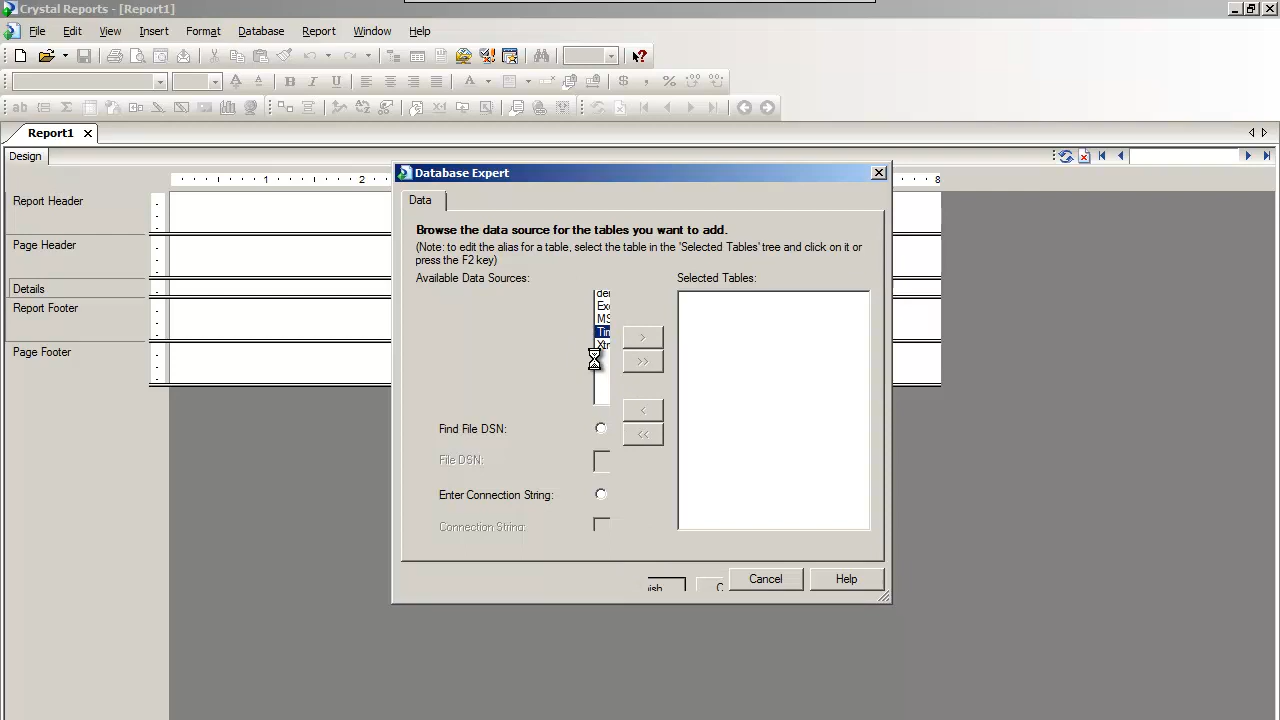 Crystal Reports - [Report1]
File Edit View Insert Format Database Report Window Help
Report1
Design
1 2 8
Report Header
Page Header
Details
Report Footer
Page Footer
Database Expert
Data
Browse the data source for the tables you want to add.
(Note: to edit the alias for a table, select the table in the 'Selected Tables' tree and click on it or
press the F2 key)
Available Data Sources:
Selected Tables:
Find File DSN:
File DSN:
Enter Connection String:
Connection String:
Cancel
Help